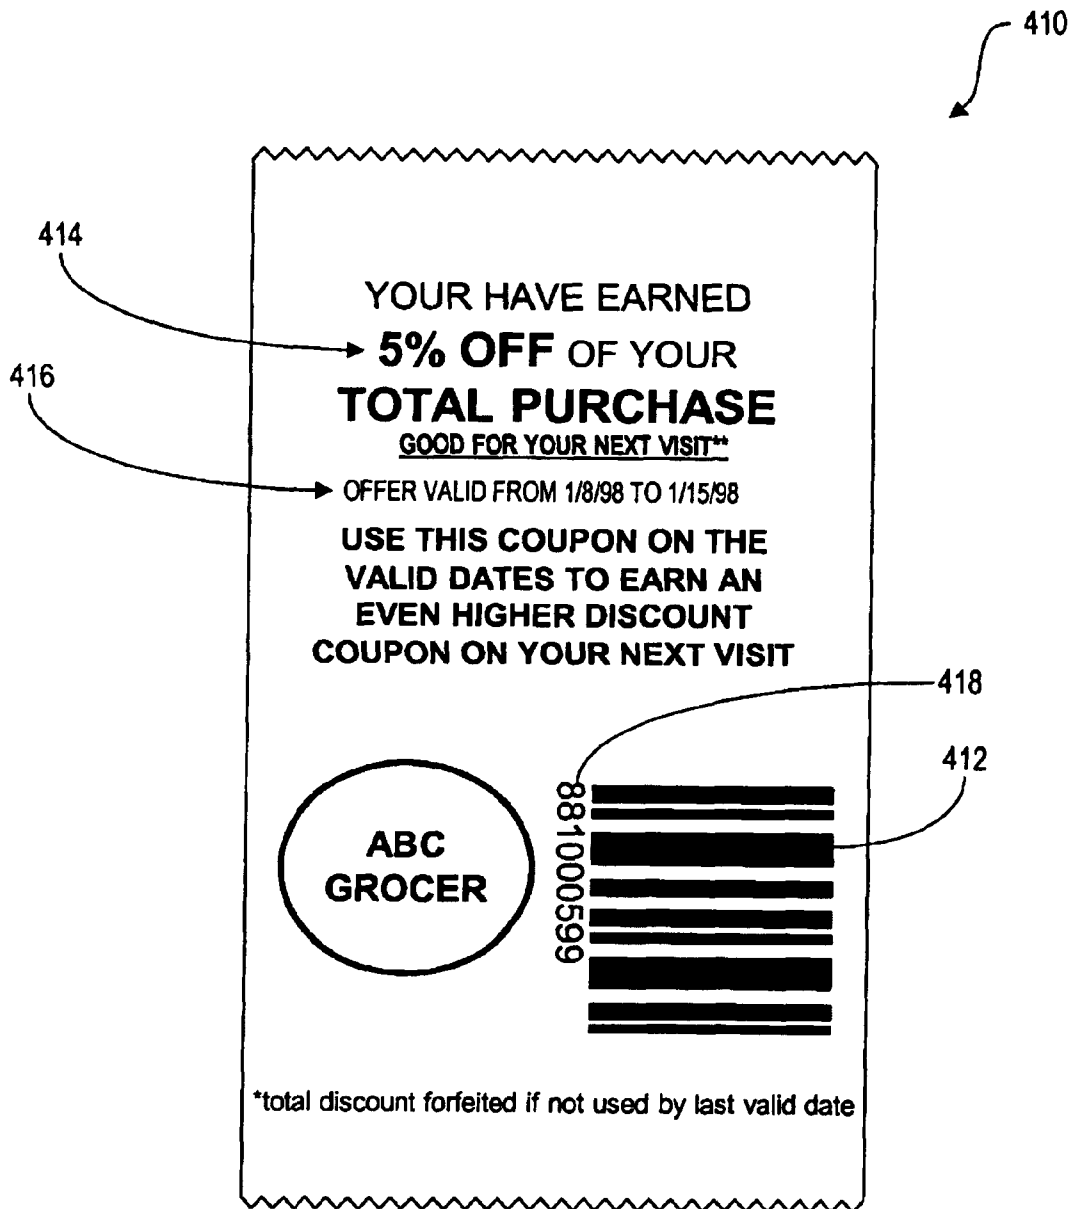 410
414
YOUR HAVE EARNED
5% OFF OF YOUR
416
TOTAL PURCHASE
GOOD FOR YOUR NEXT VISIT**
OFFER VALID FROM 1/8/98 TO 1/15/98
USE THIS COUPON ON THE
VALID DATES TO EARN AN
EVEN HIGHER DISCOUNT
COUPON ON YOUR NEXT VISIT
418
412
ABC
GROCER
881000599
*total discount forfeited if not used by last valid date